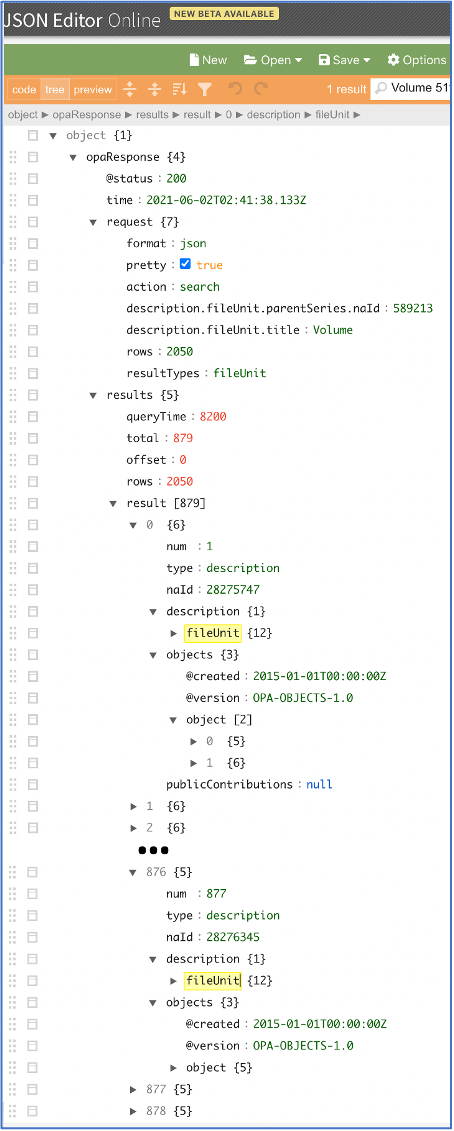 JSON Editor Online NEW BETA AVAILABLE
New Open Save Options
code tree preview 1 result Volume 51
object ► opaResponse ► results ► result ► 0 ► description ► fileUnit ►
object {1}
opaResponse {4}
@status : 200
time : 2021-06-02T02:41:38.133Z
request {7}
format : json
pretty : true
action : search
description.fileUnit.parentSeries.naId : 589213
description.fileUnit.title : Volume
rows : 2050
resultTypes : fileUnit
results {5}
queryTime : 8200
total : 879
offset : 0
rows : 2050
result [879]
0 {6}
num : 1
type : description
naId : 28275747
description {1}
fileUnit {12}
objects {3}
@created : 2015-01-01T00:00:00Z
@version : OPA-OBJECTS-1.0
object [2]
0 {5}
1 {6}
publicContributions : null
1 {6}
2 {6}
•••
876 {5}
num : 877
type : description
naId : 28276345
description {1}
fileUnit {12}
objects {3}
@created : 2015-01-01T00:00:00Z
@version : OPA-OBJECTS-1.0
object {5}
877 {5}
878 {5}